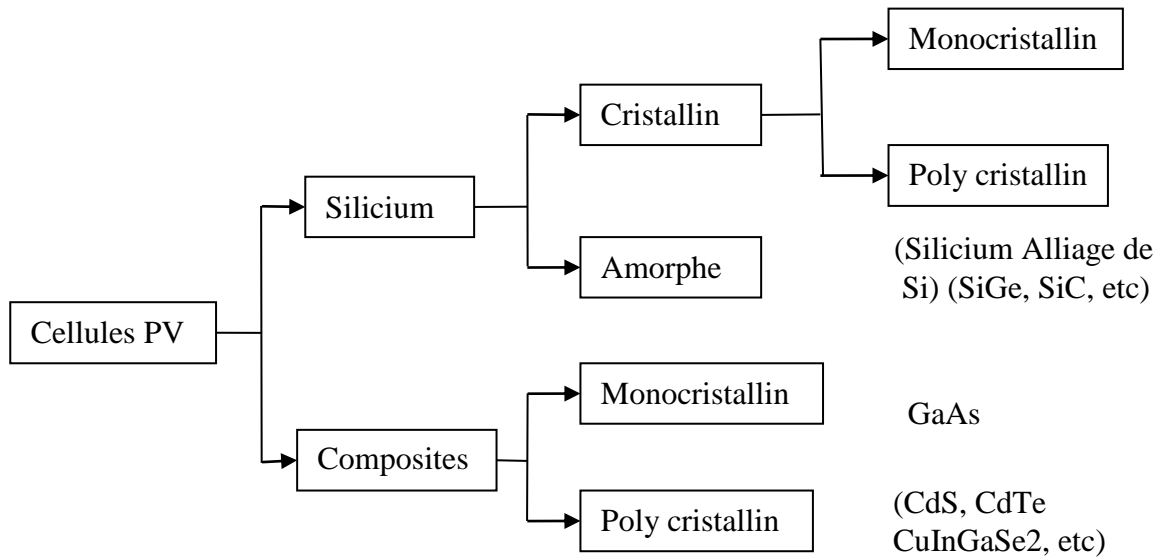 Monocristallin
Cristallin
Poly cristallin
Silicium
(Silicium Alliage de
Si) (SiGe, SiC, etc)
Amorphe
Cellules PV
Monocristallin
GaAs
Composites
Poly cristallin
(CdS, CdTe
CuInGaSe2, etc)